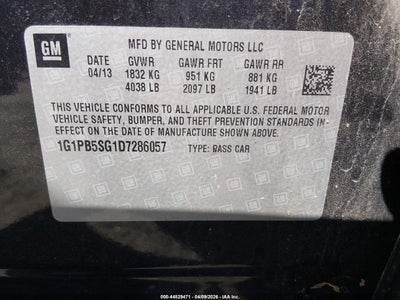 GM
MFD BY GENERAL MOTORS LLC
DATE GVWR GAWR FRT GAWR RR
04/13 1832 KG 951 KG 881 KG
4038 LB 2097 LB 1941 LB
THIS VEHICLE CONFORMS TO ALL APPLICABLE U.S. FEDERAL MOTOR
VEHICLE SAFETY, BUMPER, AND THEFT PREVENTION STANDARDS IN
EFFECT ON THE DATE OF MANUFACTURE SHOWN ABOVE.
1G1PB5SG1D7286057 TYPE: PASS CAR
000-44829471 - 04/09/2026 - IAA Inc.